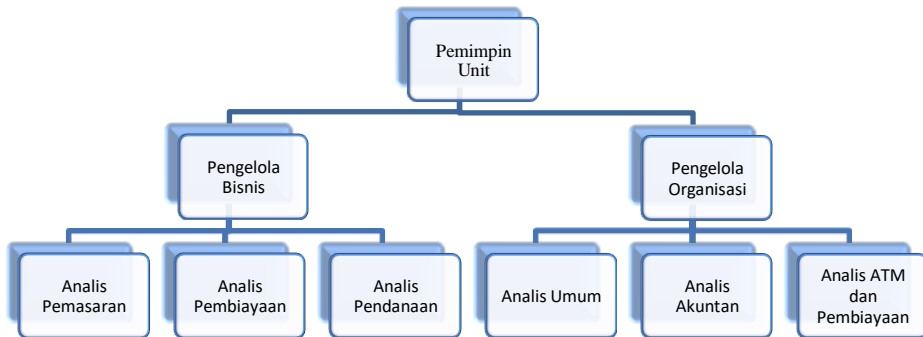 Pemimpin
Unit
Pengelola
Bisnis
Pengelola
Organisasi
Analis
Pemasaran
Analis
Pembiayaan
Analis
Pendanaan
Analis Umum
Analis
Akuntan
Analis ATM
dan
Pembiayaan